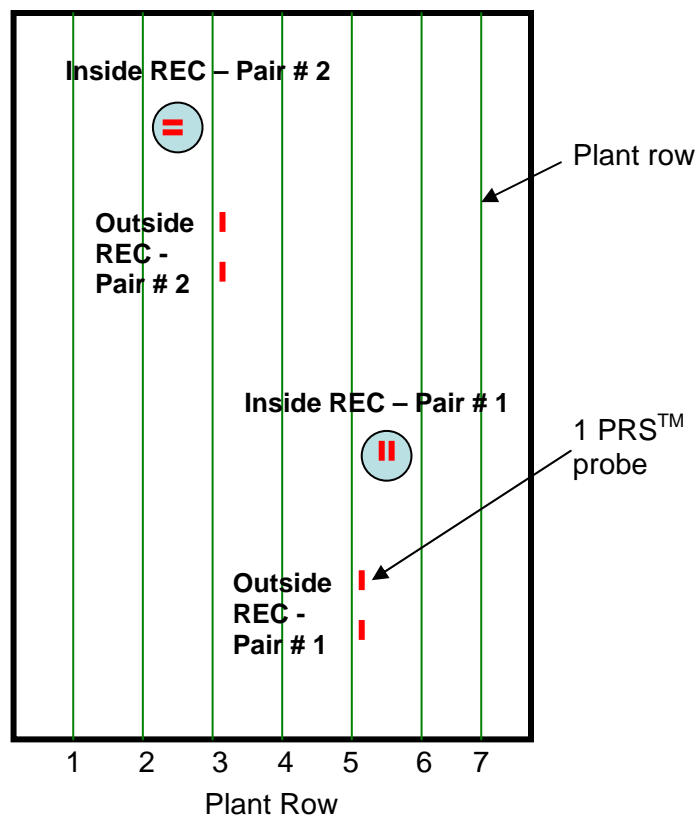 Inside REC – Pair # 2
Plant row
Outside
REC -
Pair # 2
Inside REC – Pair # 1
1 PRS™
probe
Outside
REC -
Pair # 1
1 2 3 4 5 6 7
Plant Row